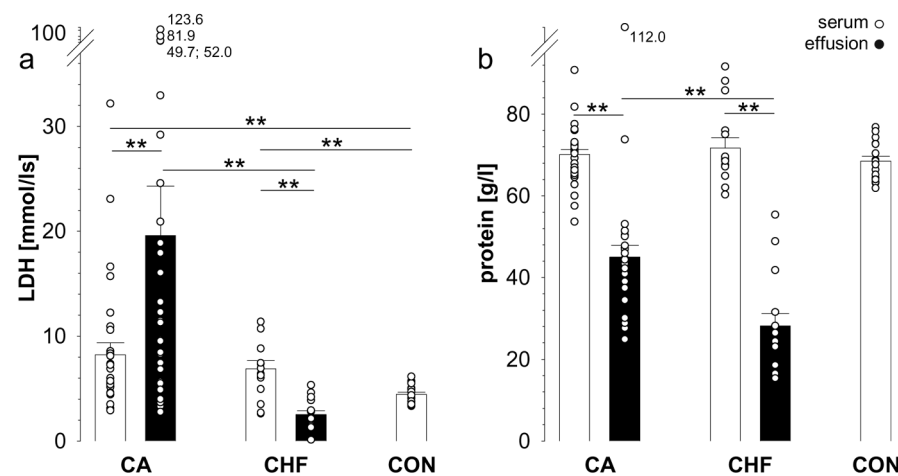 123.6
81.9
49.7; 52.0
100
a
30
20
10
0
LDH [mmol/ls]
**
**
**
**
**
CA
CHF
CON
serum
effusion
b
112.0
80
60
40
20
0
protein [g/l]
**
**
**
CA
CHF
CON